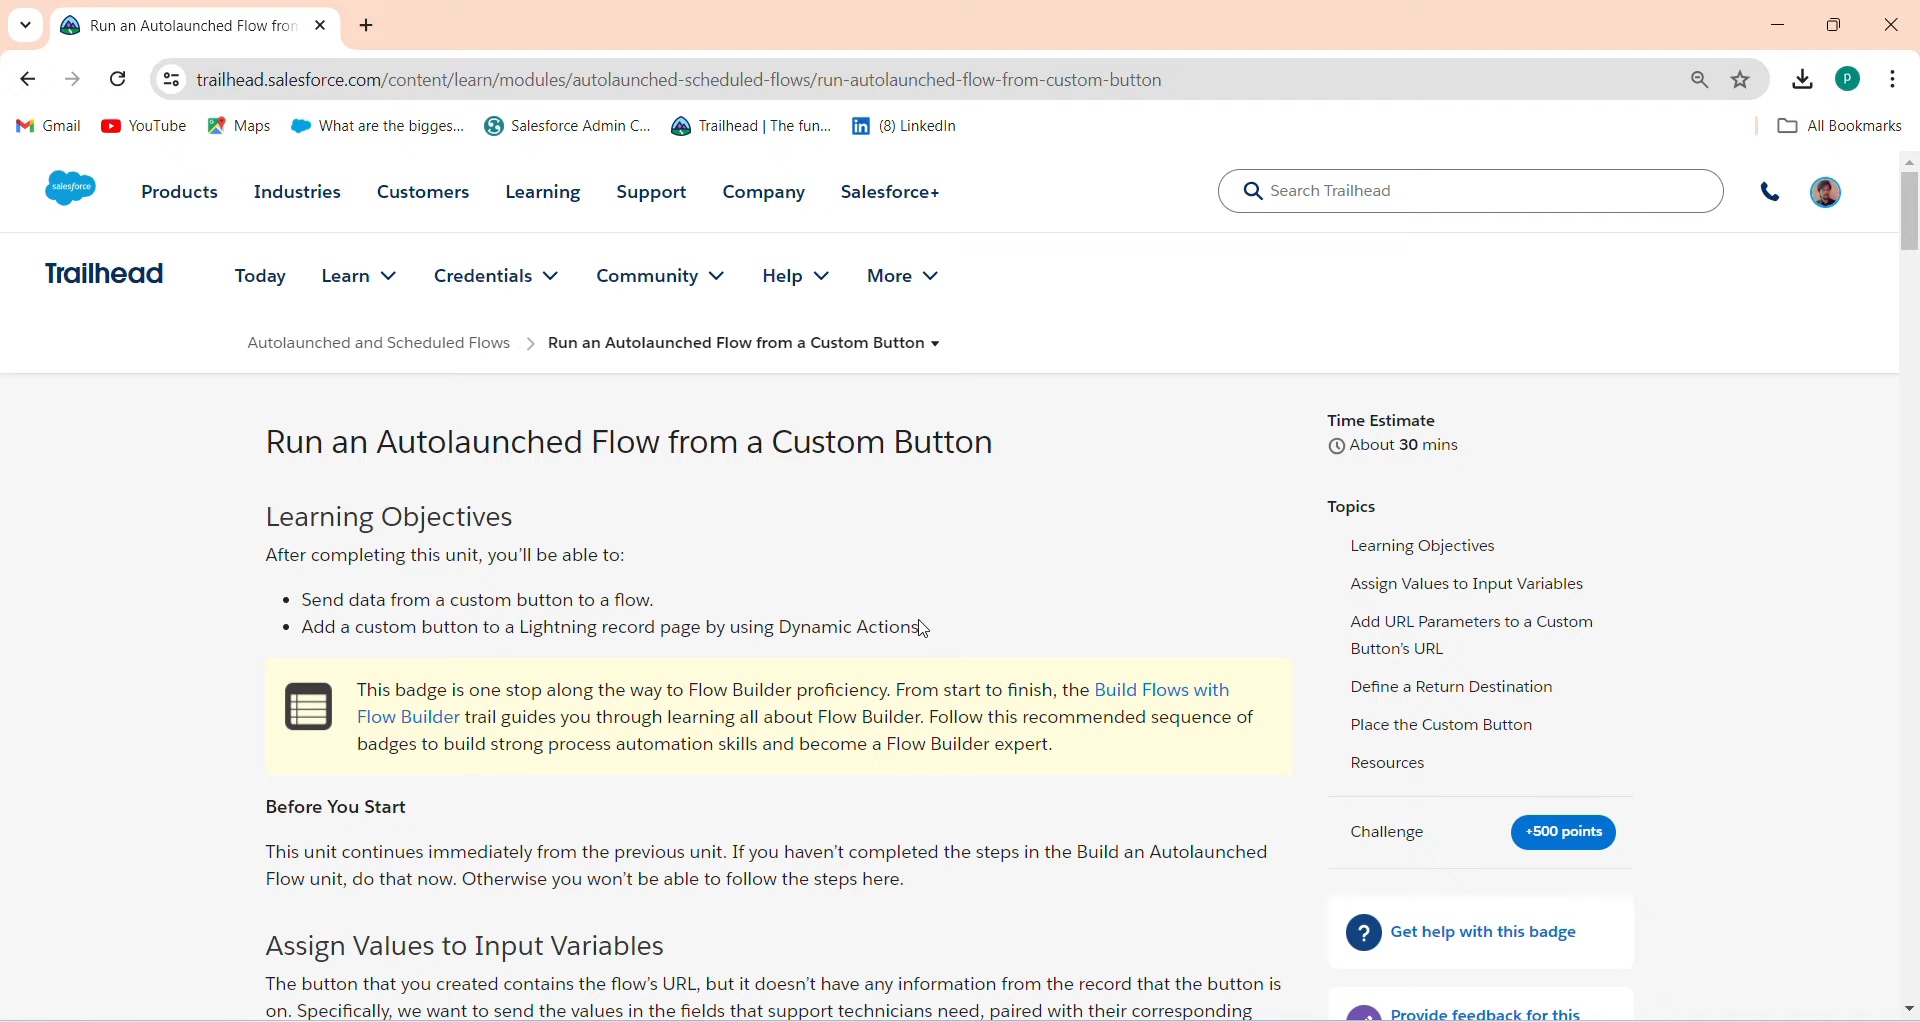 Run an Autolaunched Flow fron
trailhead.salesforce.com/content/learn/modules/autolaunched-scheduled-flows/run-autolaunched-flow-from-custom-button
P
Gmail YouTube Maps What are the bigges... Salesforce Admin C... Trailhead | The fun... (8) LinkedIn All Bookmarks
salesforce Products Industries Customers Learning Support Company Salesforce+ Search Trailhead
Trailhead Today Learn Credentials Community Help More
Autolaunched and Scheduled Flows Run an Autolaunched Flow from a Custom Button
Run an Autolaunched Flow from a Custom Button
Learning Objectives
After completing this unit, you'll be able to:
• Send data from a custom button to a flow.
• Add a custom button to a Lightning record page by using Dynamic Actions.
This badge is one stop along the way to Flow Builder proficiency. From start to finish, the Build Flows with
Flow Builder trail guides you through learning all about Flow Builder. Follow this recommended sequence of
badges to build strong process automation skills and become a Flow Builder expert.
Before You Start
This unit continues immediately from the previous unit. If you haven't completed the steps in the Build an Autolaunched
Flow unit, do that now. Otherwise you won't be able to follow the steps here.
Assign Values to Input Variables
The button that you created contains the flow's URL, but it doesn't have any information from the record that the button is
on. Specifically, we want to send the values in the fields that support technicians need, paired with their corresponding
Time Estimate
About 30 mins
Topics
Learning Objectives
Assign Values to Input Variables
Add URL Parameters to a Custom
Button's URL
Define a Return Destination
Place the Custom Button
Resources
Challenge +500 points
? Get help with this badge
Provide feedback for this